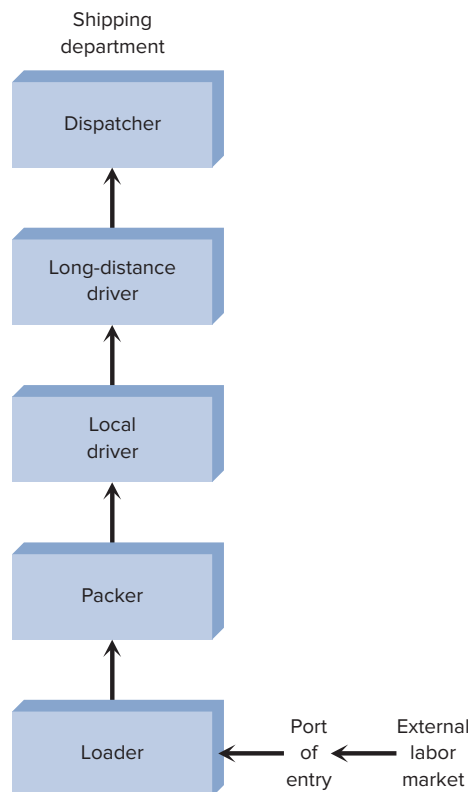 Shipping
department
Dispatcher
Long-distance
driver
Local
driver
Packer
Loader
Port
of
entry
External
labor
market